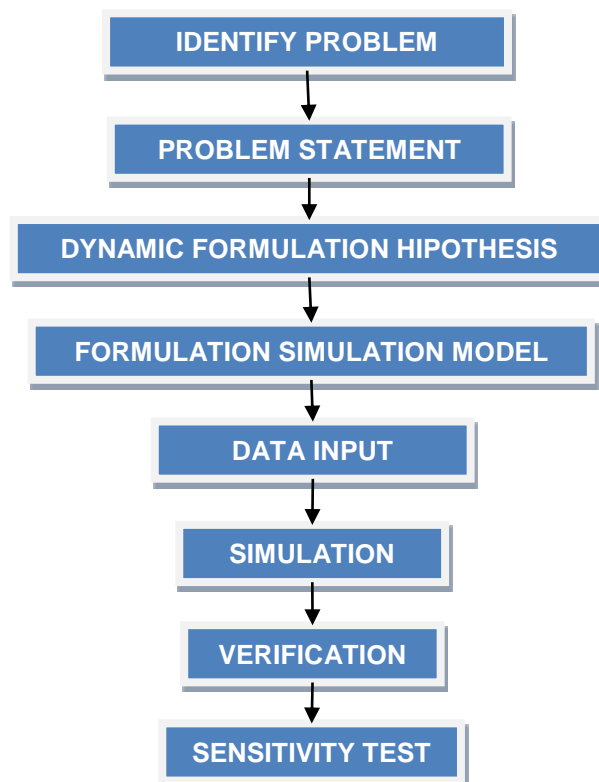 IDENTIFY PROBLEM
PROBLEM STATEMENT
DYNAMIC FORMULATION HIPOTHESIS
FORMULATION SIMULATION MODEL
DATA INPUT
SIMULATION
VERIFICATION
SENSITIVITY TEST